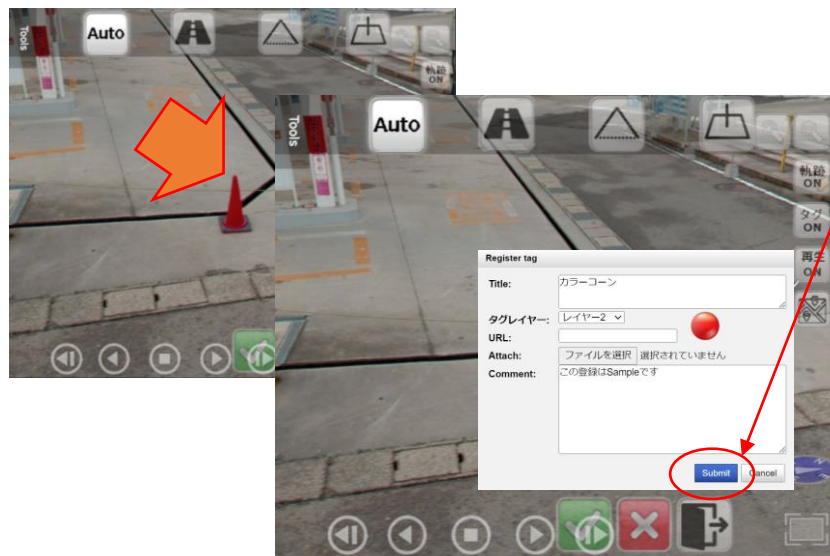 Tools
Auto
軌跡
ON
Tools
Auto
軌跡
ON
タグ
ON
再生
ON
Register tag
Title:
カラーコーン
タグレイヤー:
レイヤー2
URL:
Attach:
ファイルを選択 選択されていません
Comment:
この登録はSampleです
Submit
Cancel